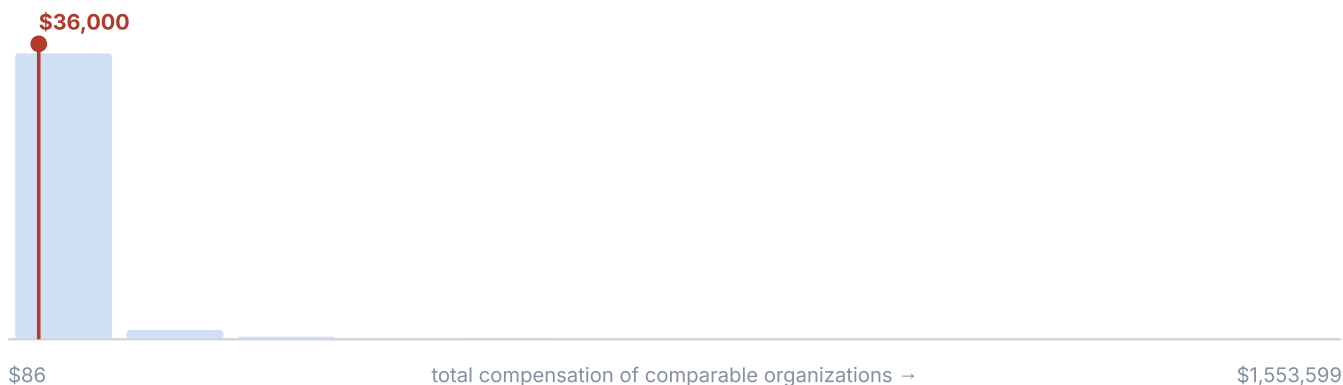 $36,000
$86
total compensation of comparable organizations →
$1,553,599